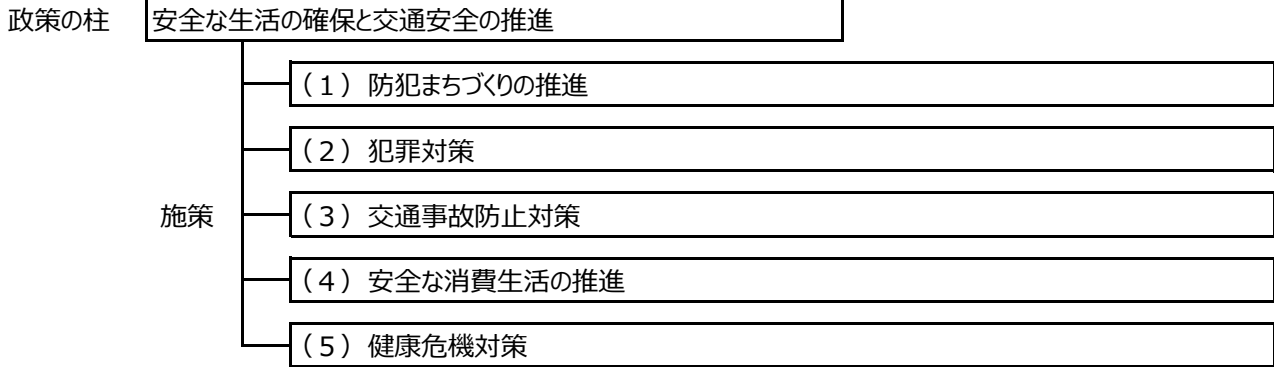 政策の柱 安全な生活の確保と交通安全の推進
（１）防犯まちづくりの推進
（２）犯罪対策
施策 （３）交通事故防止対策
（４）安全な消費生活の推進
（５）健康危機対策